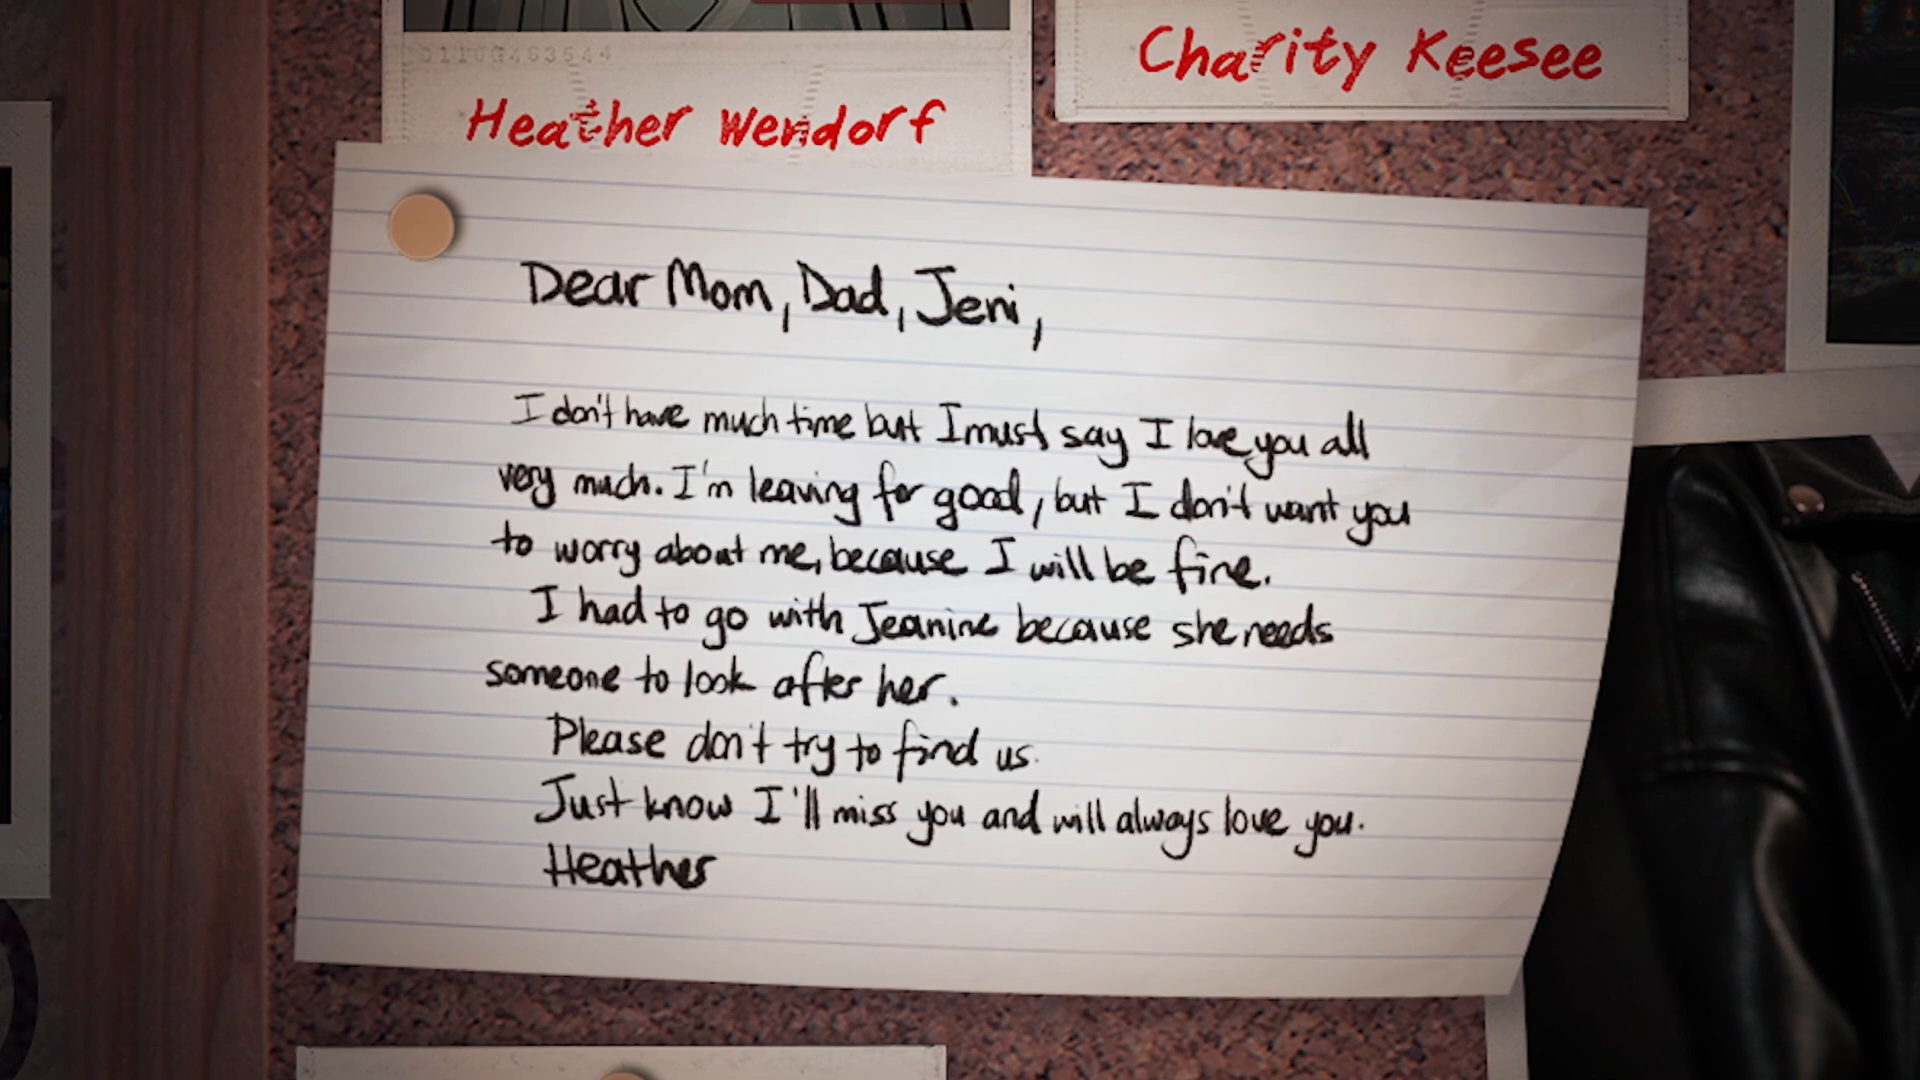 0110G463544
Heather Wendorf
Charity Keesee
Dear Mom, Dad, Jeni,
I don't have much time but I must say I love you all
very much. I'm leaving for good, but I don't want you
to worry about me, because I will be fine.
I had to go with Jeanine because she needs
someone to look after her.
Please don't try to find us.
Just know I'll miss you and will always love you.
Heather